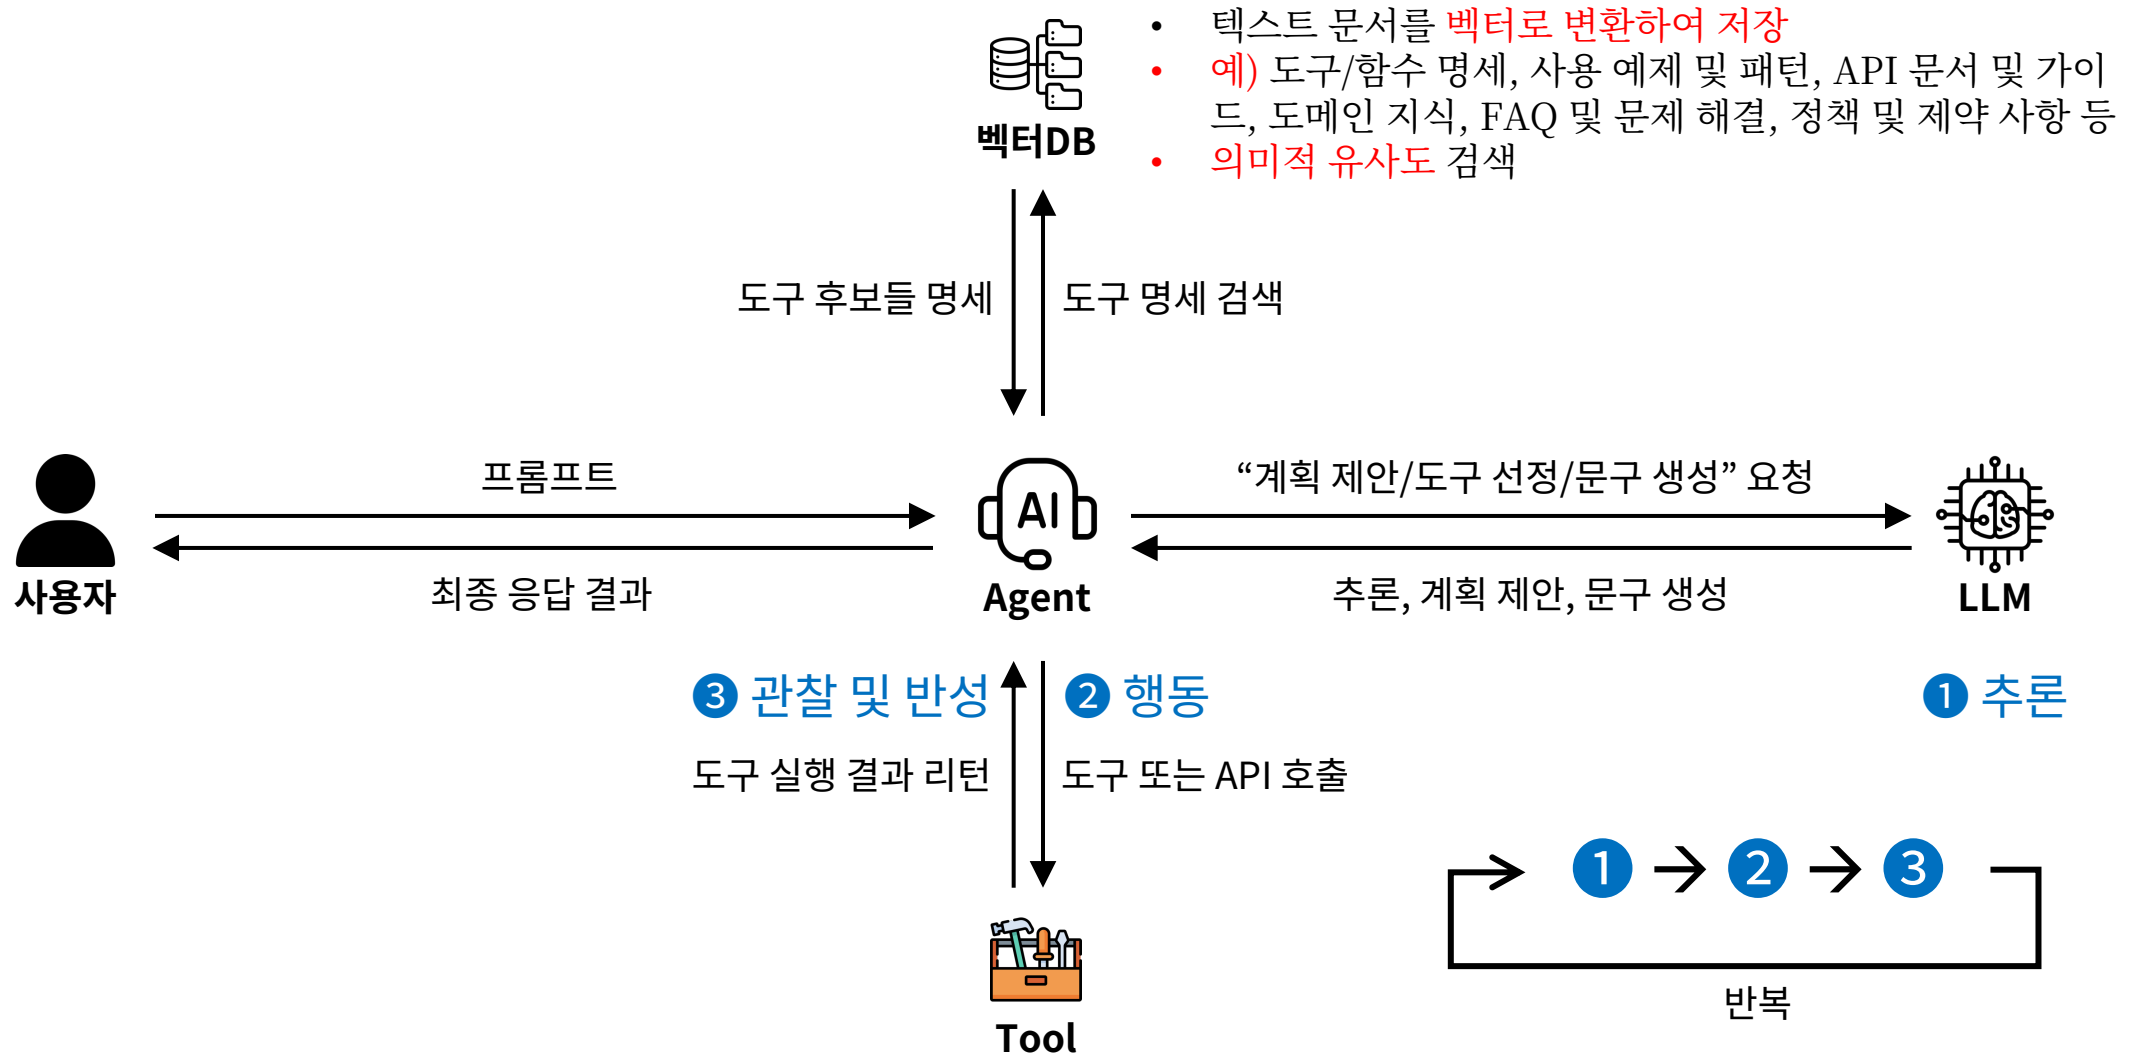 • 텍스트 문서를 벡터로 변환하여 저장
• 예) 도구/함수 명세, 사용 예제 및 패턴, API 문서 및 가이
드, 도메인 지식, FAQ 및 문제 해결, 정책 및 제약 사항 등
• 의미적 유사도 검색
벡터DB
도구 후보들 명세
도구 명세 검색
프롬프트
최종 응답 결과
사용자
AI
Agent
“계획 제안/도구 선정/문구 생성” 요청
추론, 계획 제안, 문구 생성
LLM
❸ 관찰 및 반성
❷ 행동
❶ 추론
도구 실행 결과 리턴
도구 또는 API 호출
Tool
❶ → ❷ → ❸
반복